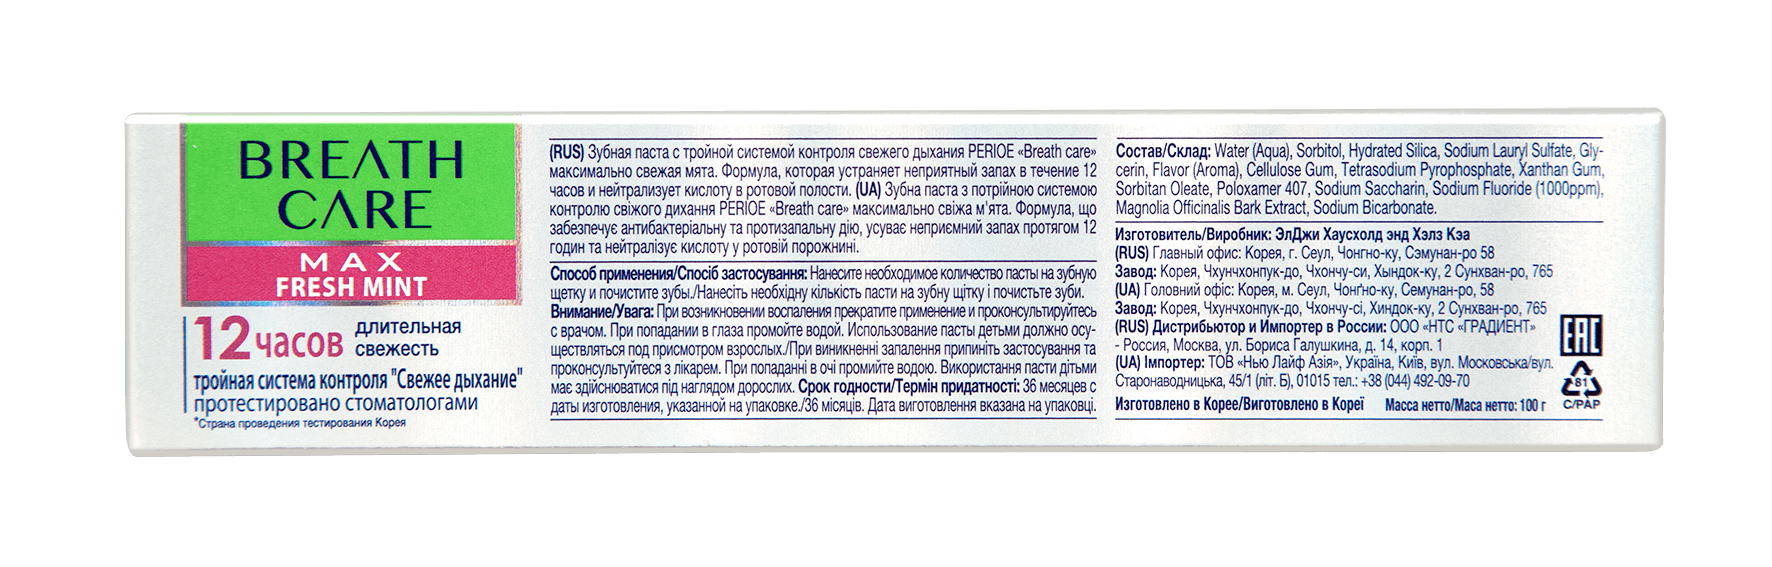 BREATH
CARE
MAX
FRESH MINT
12 часов длительная
свежесть
тройная система контроля "Свежее дыхание"
протестировано стоматологами
*Страна проведения тестирования Корея
(RUS) Зубная паста с тройной системой контроля свежего дыхания PERIOE «Breath care»
максимально свежая мята. Формула, которая устраняет неприятный запах в течение 12
часов и нейтрализует кислоту в ротовой полости. (UA) Зубна паста з потрійною системою
контролю свіжого дихання PERIOE «Breath care» максимально свіжа м'ята. Формула, що
забезпечує антибактеріальну та протизапальну дію, усуває неприємний запах протягом 12
годин та нейтралізує кислоту у ротовій порожнині.
Способ применения/Спосіб застосування: Нанесите необходимое количество пасты на зубную
щетку и почистите зубы./Нанесіть необхідну кількість пасти на зубну щітку і почистьте зуби.
Внимание/Увага: При возникновении воспаления прекратите применение и проконсультируйтесь
с врачом. При попадании в глаза промойте водой. Использование пасты детьми должно осу-
ществляться под присмотром взрослых./При виникненні запалення припиніть застосування та
проконсультуйтеся з лікарем. При попаданні в очі промийте водою. Використання пасти дітьми
має здійснюватися під наглядом дорослих. Срок годности/Термін придатності: 36 месяцев с
даты изготовления, указанной на упаковке./36 місяців. Дата виготовлення вказана на упаковці.
Состав/Склад: Water (Aqua), Sorbitol, Hydrated Silica, Sodium Lauryl Sulfate, Gly-
cerin, Flavor (Aroma), Cellulose Gum, Tetrasodium Pyrophosphate, Xanthan Gum,
Sorbitan Oleate, Poloxamer 407, Sodium Saccharin, Sodium Fluoride (1000ppm),
Magnolia Officinalis Bark Extract, Sodium Bicarbonate.
Изготовитель/Виробник: ЭлДжи Хаусхолд энд Хэлз Кэа
(RUS) Главный офис: Корея, г. Сеул, Чонгно-ку, Сэмунан-ро 58
Завод: Корея, Чхунчхонпук-до, Чхончу-си, Хындок-ку, 2 Сунхван-ро, 765
(UA) Головний офіс: Корея, м. Сеул, Чонґно-ку, Семунан-ро, 58
Завод: Корея, Чхунчхонпук-до, Чхончу-сі, Хиндок-ку, 2 Сунхван-ро, 765
(RUS) Дистрибьютор и Импортер в России: ООО «НТС «ГРАДИЕНТ»
- Россия, Москва, ул. Бориса Галушкина, д. 14, корп. 1
(UA) Імпортер: ТОВ «Нью Лайф Азія», Україна, Київ, вул. Московська/вул.
Старонаводницька, 45/1 (літ. Б), 01015 тел.: +38 (044) 492-09-70
Изготовлено в Корее/Виготовлено в Кореї Масса нетто/Маса нетто: 100 г
EAC
81
C/PAP